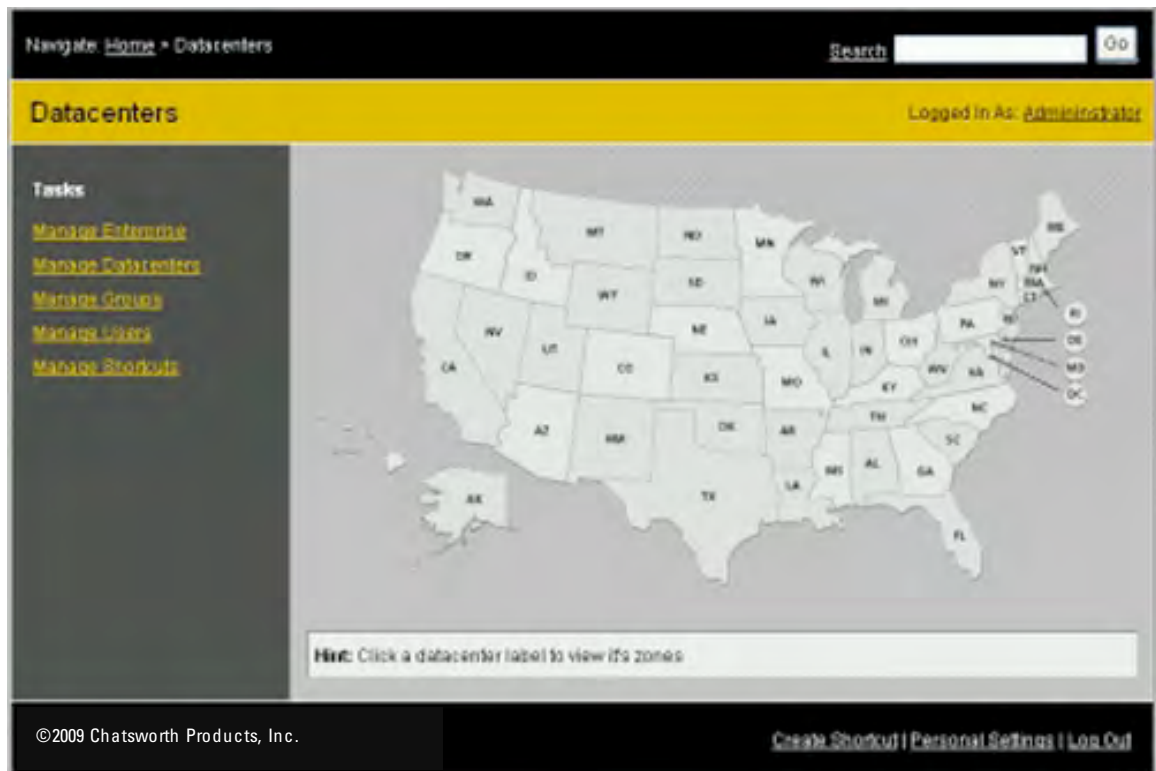 Navigate: Home > Datacenters
Search
Go
Datacenters
Logged In As: Admininstrator
Tasks
Manage Enterprise
Manage Datacenters
Manage Groups
Manage Users
Manage Shortcuts
WA
MT
ND
MN
ME
OR
ID
SD
WI
VT
NH
WY
MI
NY
MA
CT
RI
NV
NE
IA
PA
NJ
DE
UT
IL
IN
OH
MD
CA
CO
KS
MO
WV
VA
DC
KY
AZ
NM
OK
AR
TN
NC
SC
MS
AL
GA
LA
AK
TX
FL
Hint: Click a datacenter label to view it's zones
©2009 Chatsworth Products, Inc.
Create Shortcut | Personal Settings | Log Out